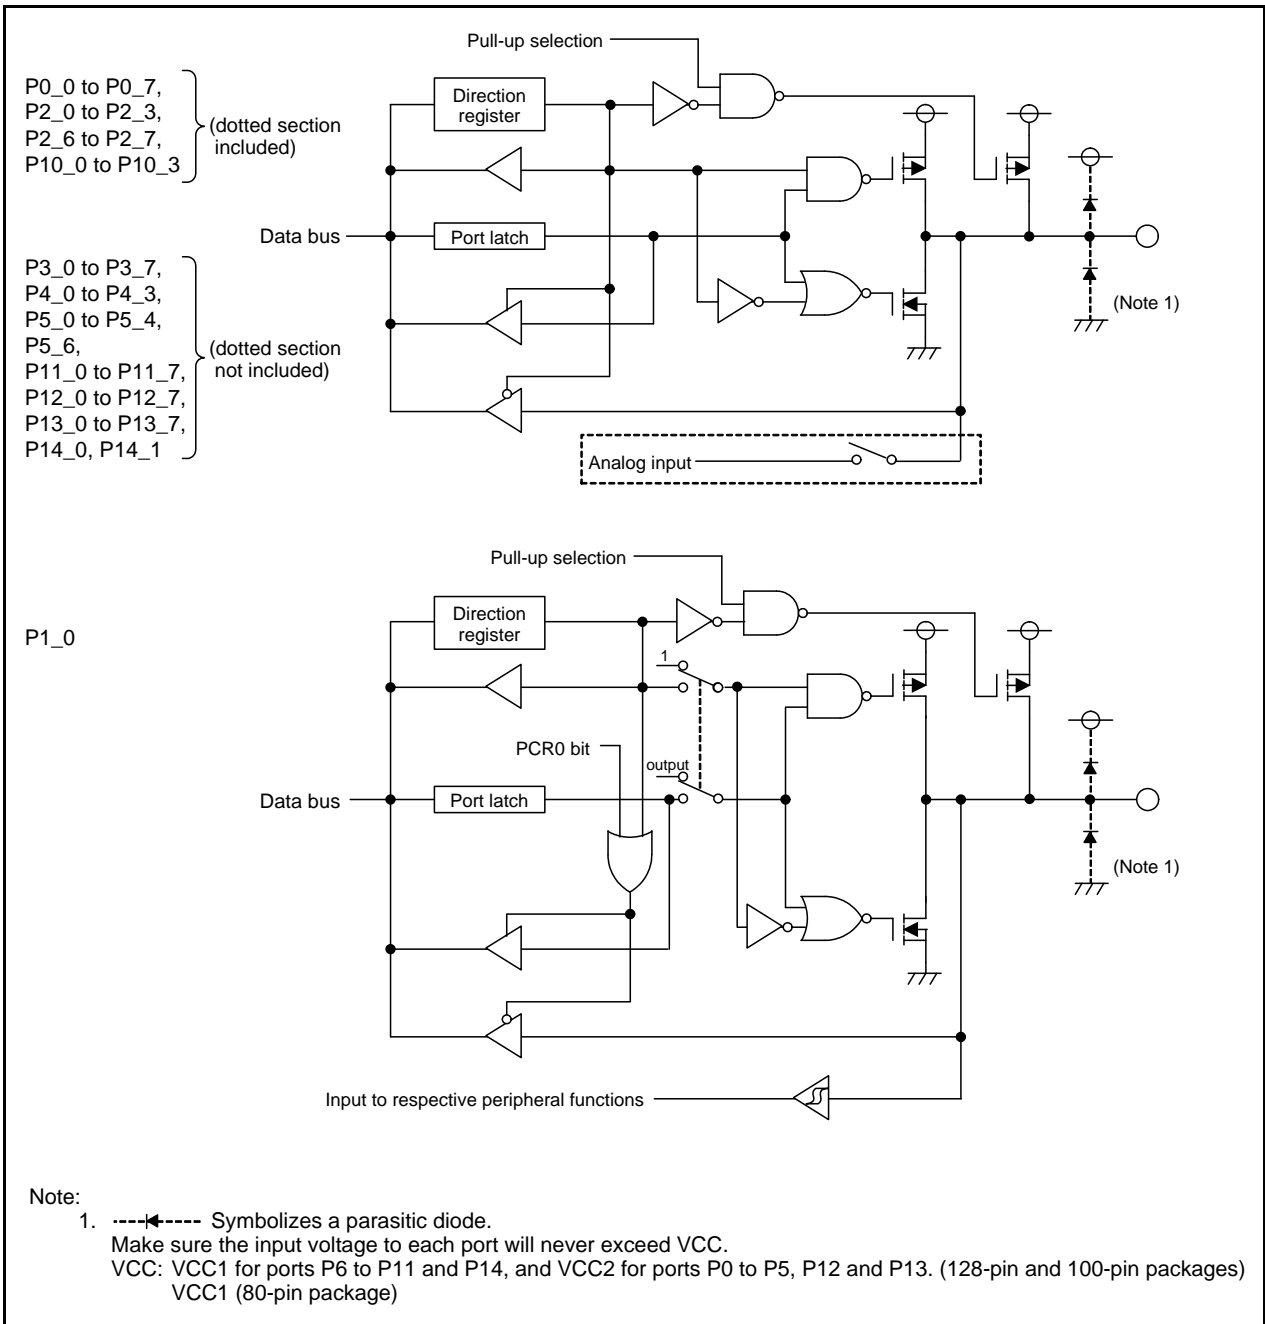 Pull-up selection
P0_0 to P0_7,
P2_0 to P2_3,
P2_6 to P2_7,
P10_0 to P10_3
(dotted section
included)
Direction
register
Data bus
Port latch
P3_0 to P3_7,
P4_0 to P4_3,
P5_0 to P5_4,
P5_6,
P11_0 to P11_7,
P12_0 to P12_7,
P13_0 to P13_7,
P14_0, P14_1
(dotted section
not included)
(Note 1)
Analog input
Pull-up selection
P1_0
Direction
register
1
PCR0 bit
output
Data bus
Port latch
(Note 1)
Input to respective peripheral functions
Note:
1. Symbolizes a parasitic diode.
Make sure the input voltage to each port will never exceed VCC.
VCC: VCC1 for ports P6 to P11 and P14, and VCC2 for ports P0 to P5, P12 and P13. (128-pin and 100-pin packages)
VCC1 (80-pin package)